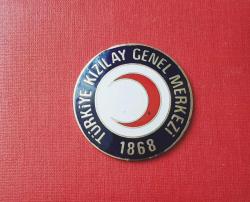 TÜRKİYE KIZILAY GENEL MERKEZİ
1868